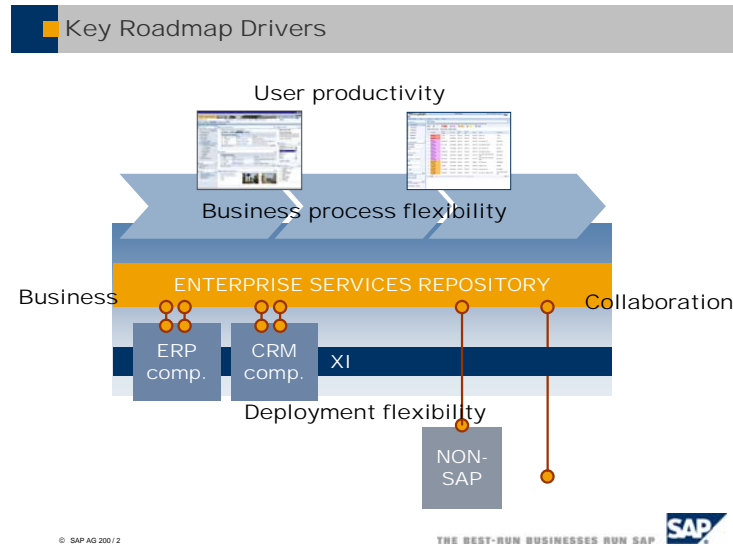 Key Roadmap Drivers
User productivity
Business process flexibility
ENTERPRISE SERVICES REPOSITORY
Business
Collaboration
ERP
comp.
CRM
comp.
XI
Deployment flexibility
NON-
SAP
© SAP AG 200 / 2
THE BEST-RUN BUSINESSES RUN SAP
SAP